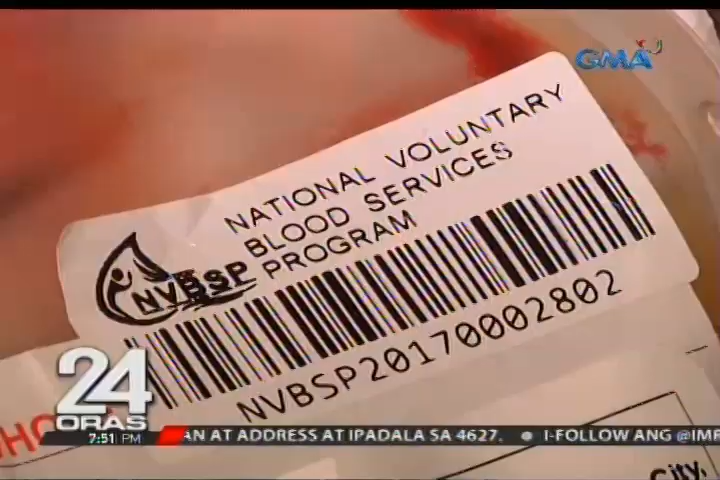 GMA
NATIONAL VOLUNTARY
BLOOD SERVICES
PROGRAM
NVBSP
NVBSP20170002802
24
ORAS
7:51 PM
AN AT ADDRESS AT IPADALA SA 4627. I-FOLLOW ANG @IMR
City,